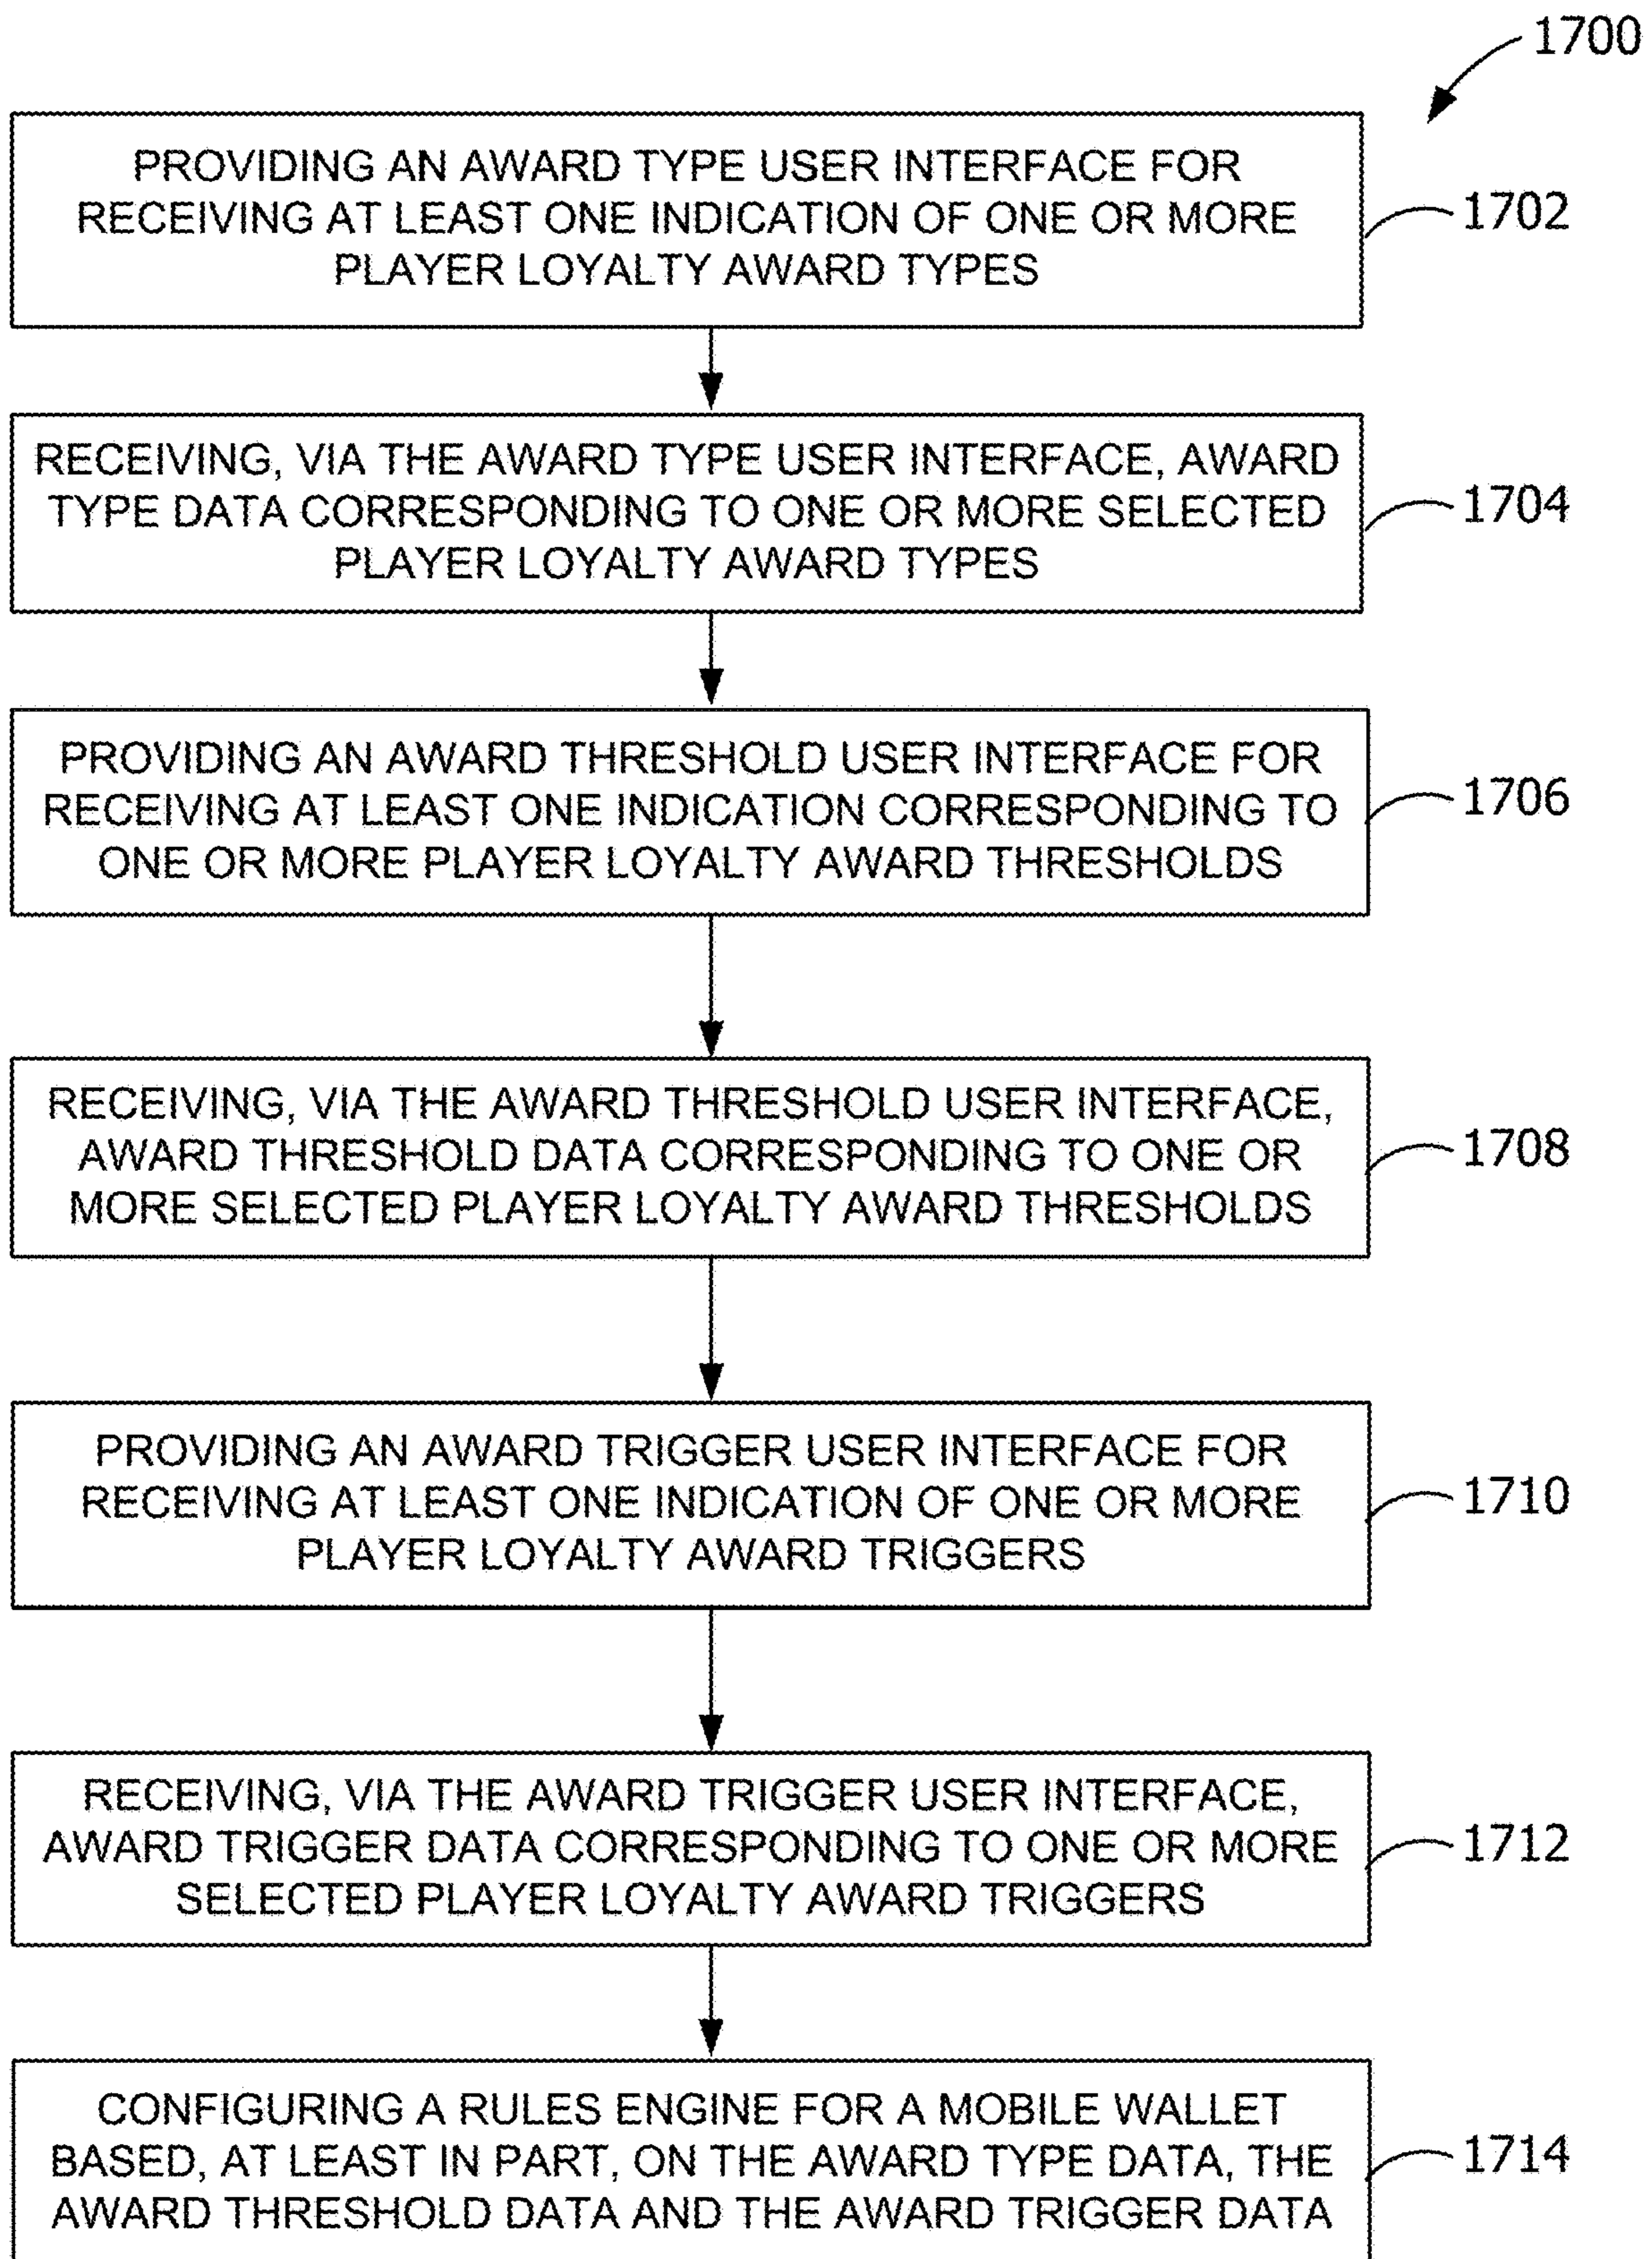 1700
PROVIDING AN AWARD TYPE USER INTERFACE FOR
RECEIVING AT LEAST ONE INDICATION OF ONE OR MORE
PLAYER LOYALTY AWARD TYPES
1702
RECEIVING, VIA THE AWARD TYPE USER INTERFACE, AWARD
TYPE DATA CORRESPONDING TO ONE OR MORE SELECTED
PLAYER LOYALTY AWARD TYPES
1704
PROVIDING AN AWARD THRESHOLD USER INTERFACE FOR
RECEIVING AT LEAST ONE INDICATION CORRESPONDING TO
ONE OR MORE PLAYER LOYALTY AWARD THRESHOLDS
1706
RECEIVING, VIA THE AWARD THRESHOLD USER INTERFACE,
AWARD THRESHOLD DATA CORRESPONDING TO ONE OR
MORE SELECTED PLAYER LOYALTY AWARD THRESHOLDS
1708
PROVIDING AN AWARD TRIGGER USER INTERFACE FOR
RECEIVING AT LEAST ONE INDICATION OF ONE OR MORE
PLAYER LOYALTY AWARD TRIGGERS
1710
RECEIVING, VIA THE AWARD TRIGGER USER INTERFACE,
AWARD TRIGGER DATA CORRESPONDING TO ONE OR MORE
SELECTED PLAYER LOYALTY AWARD TRIGGERS
1712
CONFIGURING A RULES ENGINE FOR A MOBILE WALLET
BASED, AT LEAST IN PART, ON THE AWARD TYPE DATA, THE
AWARD THRESHOLD DATA AND THE AWARD TRIGGER DATA
1714